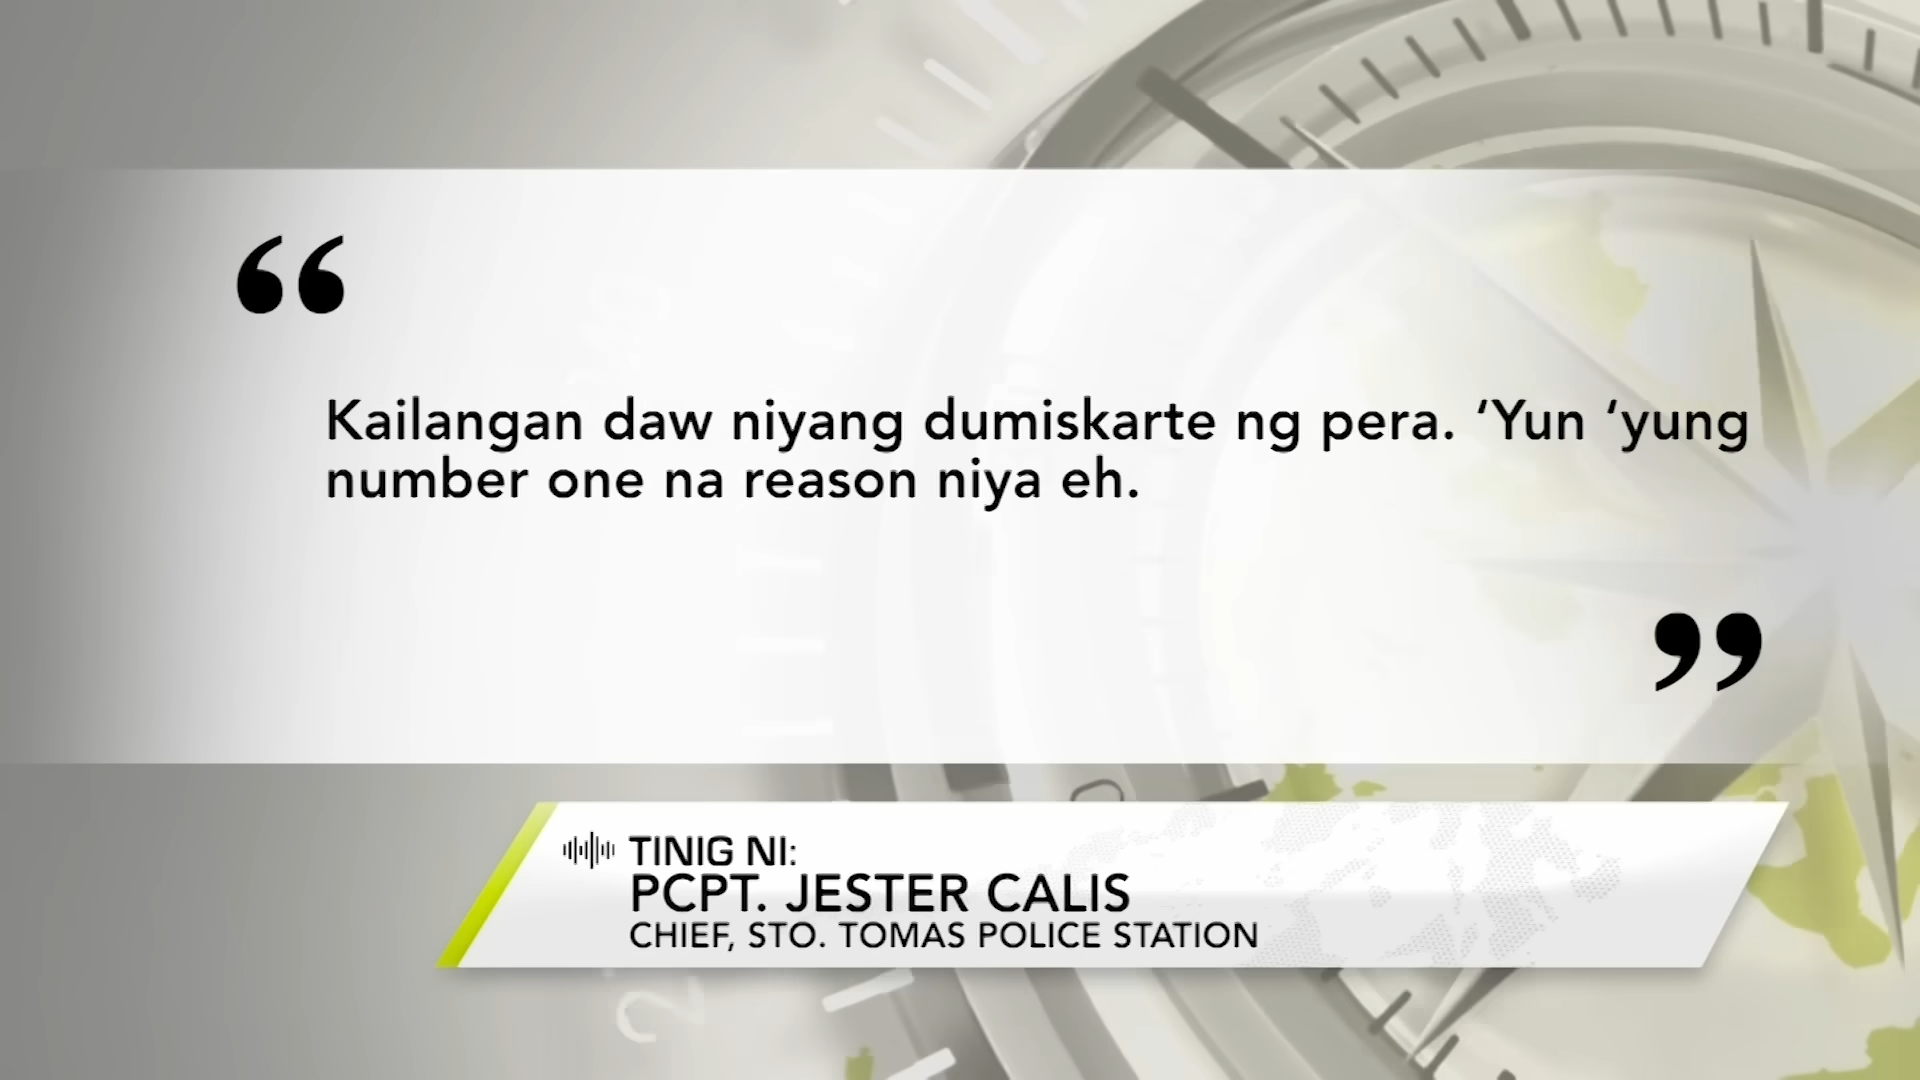 “
Kailangan daw niyang dumiskarte ng pera. ‘Yun ‘yung
number one na reason niya eh.
”
TINIG NI:
PCPT. JESTER CALIS
CHIEF, STO. TOMAS POLICE STATION